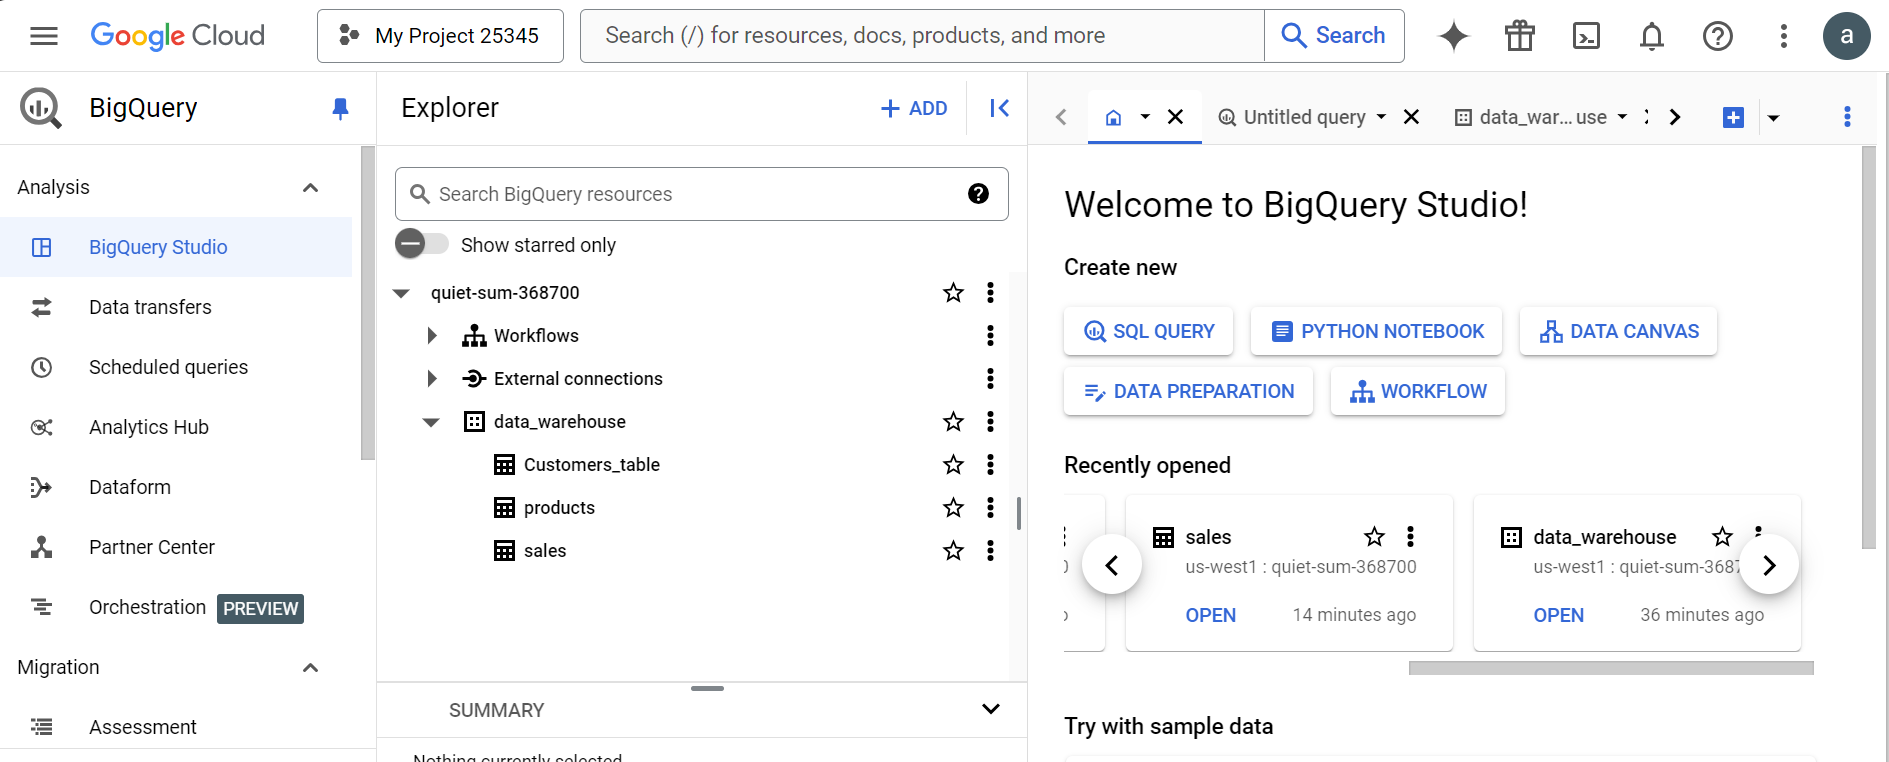 Google Cloud
My Project 25345
Search (/) for resources, docs, products, and more
Search
a
BigQuery
Analysis
BigQuery Studio
Data transfers
Scheduled queries
Analytics Hub
Dataform
Partner Center
Orchestration PREVIEW
Migration
Assessment
Explorer
+ ADD
Search BigQuery resources
Show starred only
quiet-sum-368700
Workflows
External connections
data_warehouse
Customers_table
products
sales
SUMMARY
Nothing currently selected
Untitled query
data_war... use
Welcome to BigQuery Studio!
Create new
SQL QUERY
PYTHON NOTEBOOK
DATA CANVAS
DATA PREPARATION
WORKFLOW
Recently opened
sales
us-west1 : quiet-sum-368700
OPEN 14 minutes ago
data_warehouse
us-west1 : quiet-sum-3687
OPEN 36 minutes ago
Try with sample data